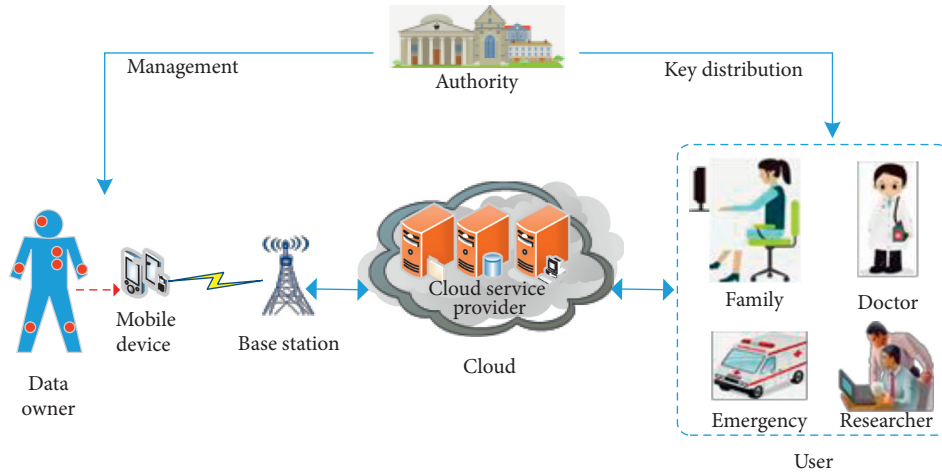 Management
Authority
Key distribution
Cloud service
provider
Family
Doctor
Mobile
device
Base station
Cloud
Data
owner
Emergency
Researcher
User